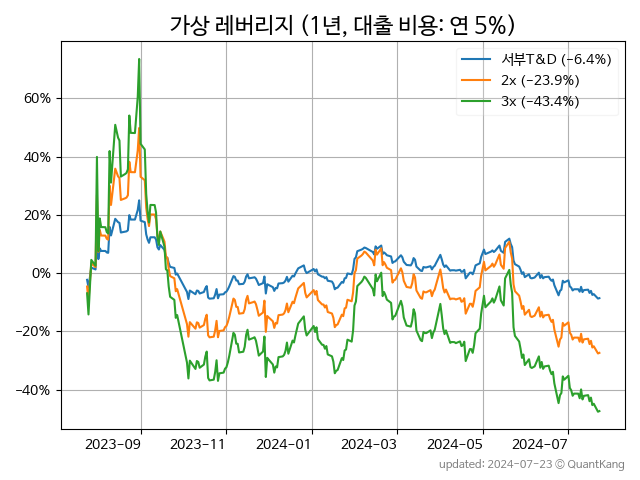 가상 레버리지 (1년, 대출 비용: 연 5%)
서부T&D (−6.4%)
2x (−23.9%)
3x (−43.4%)
60%
40%
20%
0%
−20%
−40%
2023-09
2023-11
2024-01
2024-03
2024-05
2024-07
updated: 2024-07-23 © QuantKang